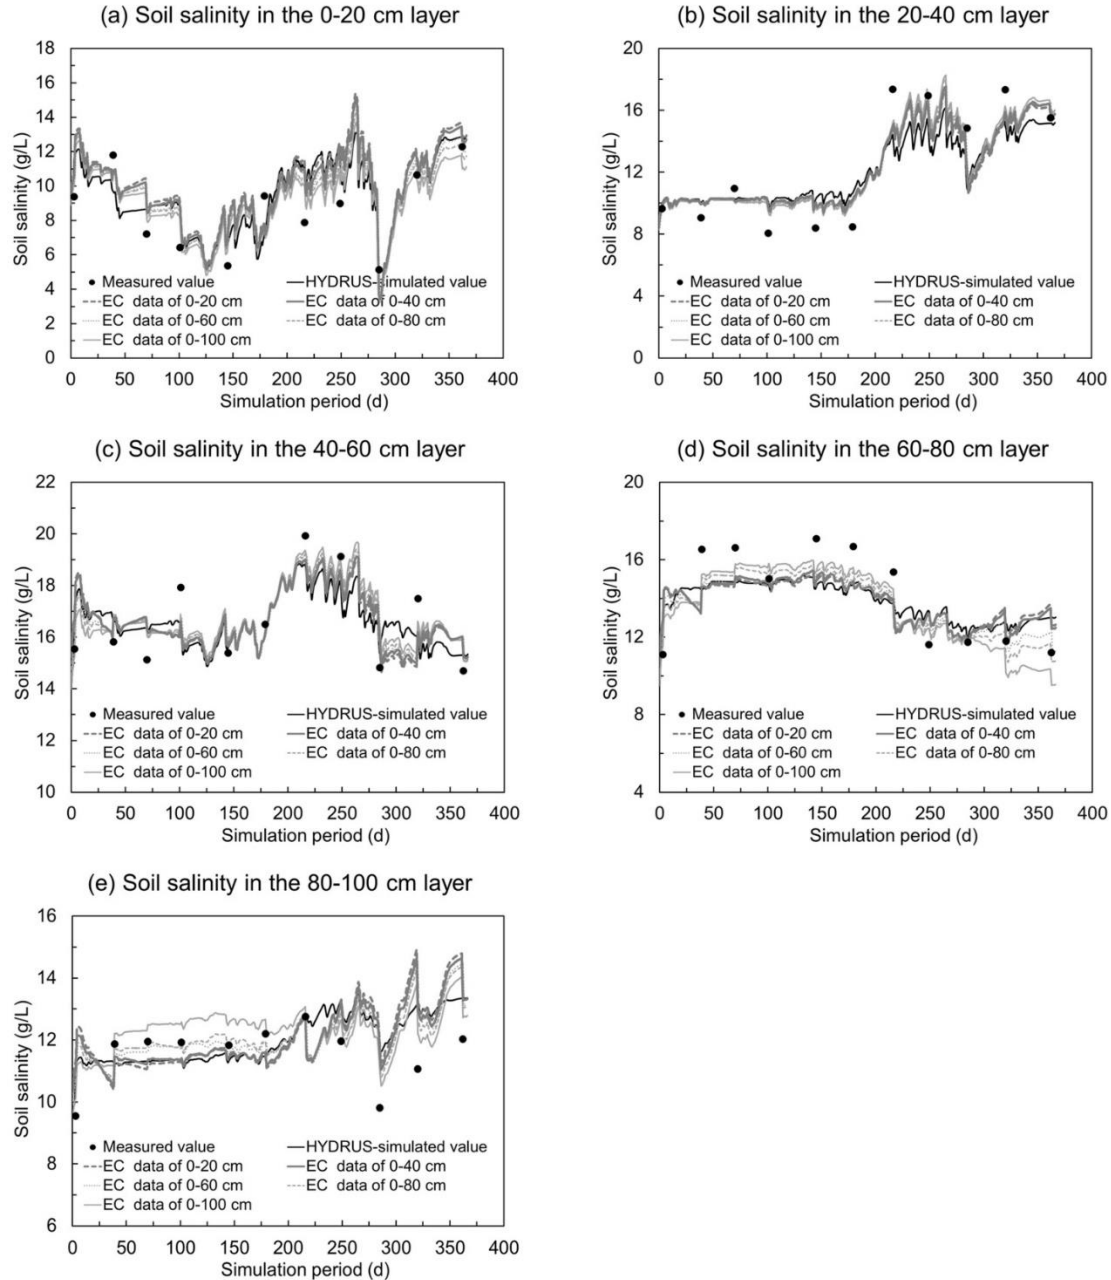 (a) Soil salinity in the 0-20 cm layer
18
16
14
12
10
8
6
4
2
0
Soil salinity (g/L)
Measured value
HYDRUS-simulated value
EC data of 0-20 cm
EC data of 0-40 cm
EC data of 0-60 cm
EC data of 0-80 cm
EC data of 0-100 cm
0 50 100 150 200 250 300 350 400
Simulation period (d)
(b) Soil salinity in the 20-40 cm layer
20
16
12
8
4
0
Soil salinity (g/L)
Measured value
HYDRUS-simulated value
EC data of 0-20 cm
EC data of 0-40 cm
EC data of 0-60 cm
EC data of 0-80 cm
EC data of 0-100 cm
0 50 100 150 200 250 300 350 400
Simulation period (d)
(c) Soil salinity in the 40-60 cm layer
22
20
18
16
14
12
10
Soil salinity (g/L)
Measured value
HYDRUS-simulated value
EC data of 0-20 cm
EC data of 0-40 cm
EC data of 0-60 cm
EC data of 0-80 cm
EC data of 0-100 cm
0 50 100 150 200 250 300 350 400
Simulation period (d)
(d) Soil salinity in the 60-80 cm layer
20
16
12
8
4
Soil salinity (g/L)
Measured value
HYDRUS-simulated value
EC data of 0-20 cm
EC data of 0-40 cm
EC data of 0-60 cm
EC data of 0-80 cm
EC data of 0-100 cm
0 50 100 150 200 250 300 350 400
Simulation period (d)
(e) Soil salinity in the 80-100 cm layer
16
14
12
10
8
6
Soil salinity (g/L)
Measured value
HYDRUS-simulated value
EC data of 0-20 cm
EC data of 0-40 cm
EC data of 0-60 cm
EC data of 0-80 cm
EC data of 0-100 cm
0 50 100 150 200 250 300 350 400
Simulation period (d)